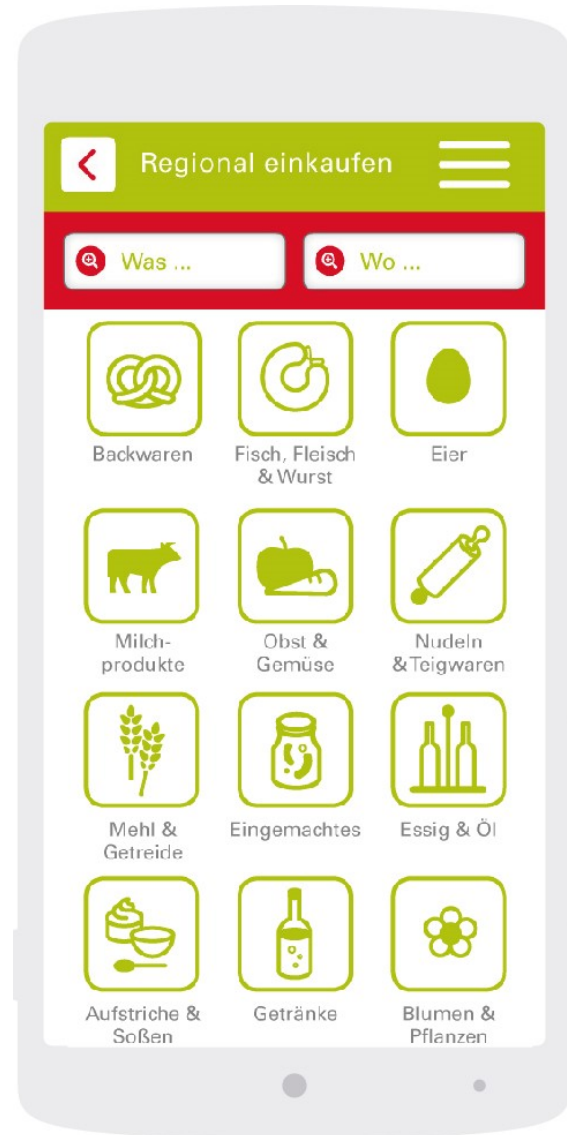 Regional einkaufen
Was ...
Wo ...
Backwaren
Fisch, Fleisch
& Wurst
Eier
Milch-
produkte
Obst &
Gemüse
Nudeln
& Teigwaren
Mehl &
Getreide
Eingemachtes
Essig & Öl
Aufstriche &
Soßen
Getränke
Blumen &
Pflanzen